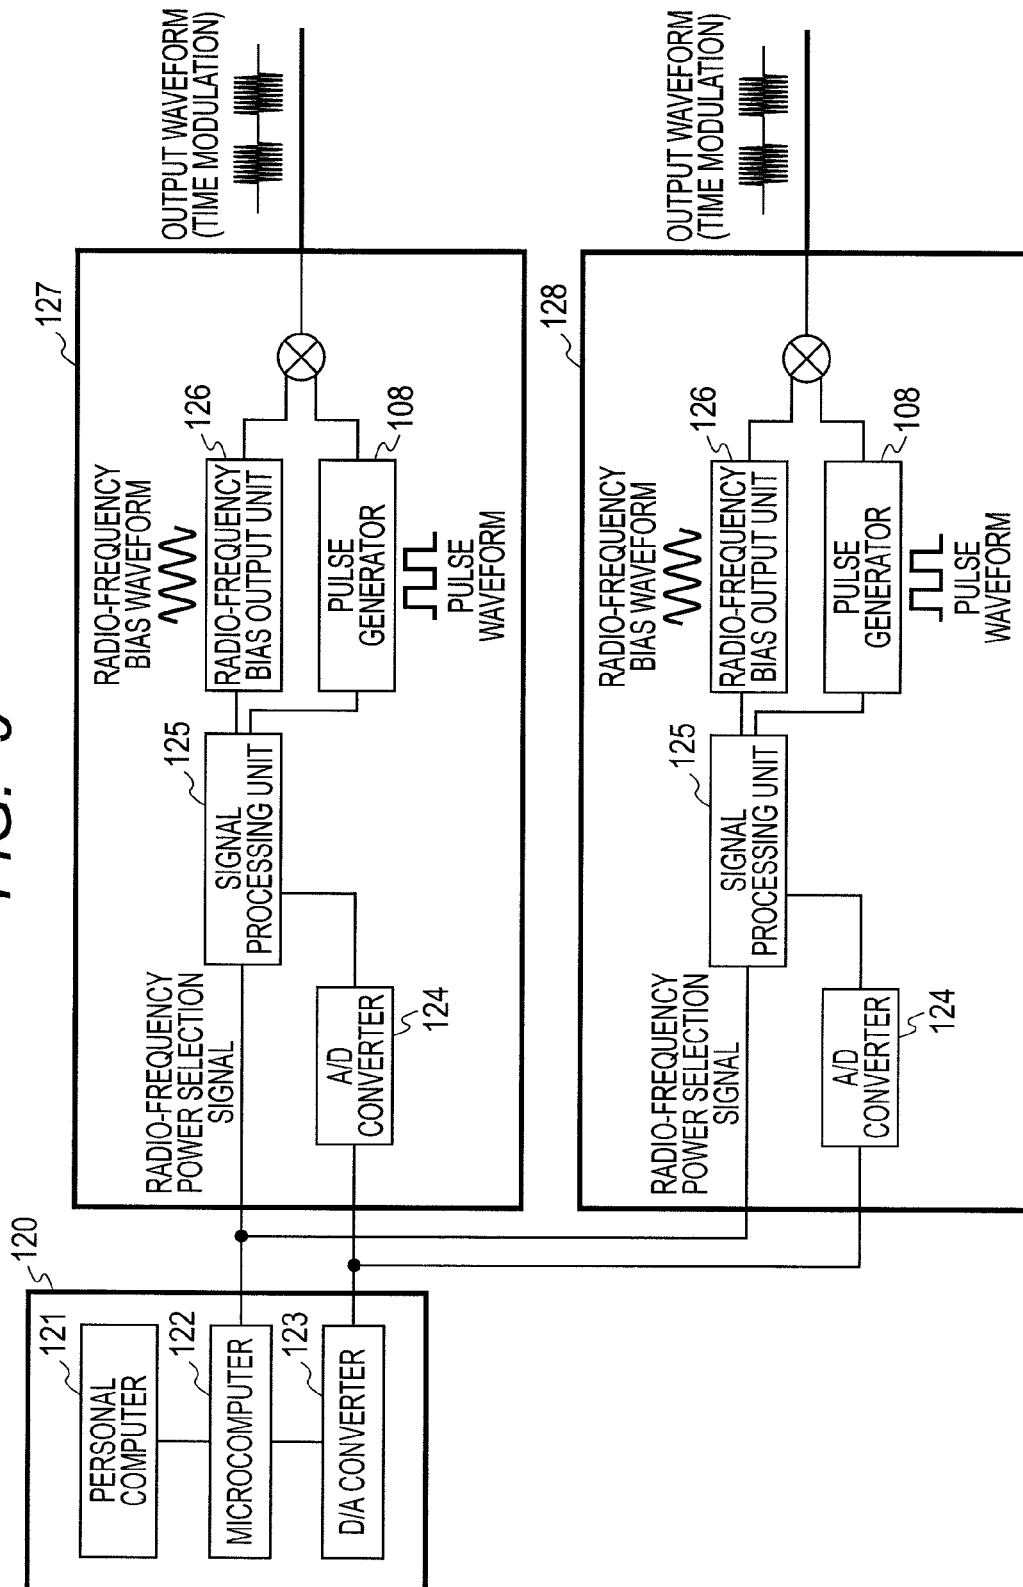 FIG.
120
121
PERSONAL
COMPUTER
122
MICROCOMPUTER
123
D/A CONVERTER
127
RADIO-FREQUENCY
POWER SELECTION
SIGNAL
A/D
CONVERTER
124
125
SIGNAL
PROCESSING UNIT
RADIO-FREQUENCY
BIAS WAVEFORM
126
RADIO-FREQUENCY
BIAS OUTPUT UNIT
108
PULSE
GENERATOR
PULSE
WAVEFORM
OUTPUT WAVEFORM
(TIME MODULATION)
128
RADIO-FREQUENCY
POWER SELECTION
SIGNAL
A/D
CONVERTER
124
125
SIGNAL
PROCESSING UNIT
RADIO-FREQUENCY
BIAS WAVEFORM
126
RADIO-FREQUENCY
BIAS OUTPUT UNIT
108
PULSE
GENERATOR
PULSE
WAVEFORM
OUTPUT WAVEFORM
(TIME MODULATION)